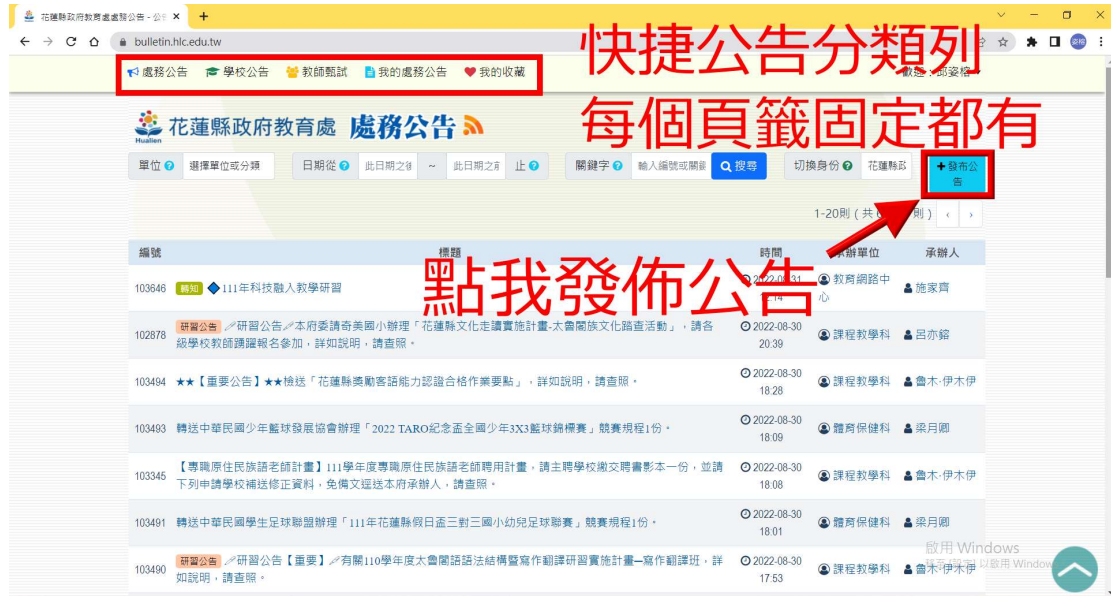 花蓮縣政府教育處處務公告 - 公告
bulletin.hlc.edu.tw
處務公告 學校公告 教師甄試 我的處務公告 我的收藏
快捷公告分類列
每個頁籤固定都有
Hualien 花蓮縣政府教育處 處務公告
單位 選擇單位或分類 日期從 此日期之後 ~ 此日期之前 止 關鍵字 輸入編號或關鍵 搜尋 切換身份 花蓮縣政 +發布公告
1-20則 ( 共
則 ) ‹ ›
點我發佈公告
編號 標題 時間 承辦單位 承辦人
103646 轉知 ◆111年科技融入教學研習 教育網路中心 施家齊
102878 研習公告 研習公告 本府委請奇美國小辦理「花蓮縣文化走讀實施計畫-太魯閣族文化踏查活動」，請各 2022-08-30 課程教學科 呂亦鎔
級學校教師踴躍報名參加，詳如說明，請查照。 20:39
103494 ★★【重要公告】★★檢送「花蓮縣獎勵客語能力認證合格作業要點」，詳如說明，請查照。 2022-08-30 18:28 課程教學科 魯木‧伊木伊
103493 轉送中華民國少年籃球發展協會辦理「2022 TARO紀念盃全國少年3X3籃球錦標賽」競賽規程1份。 2022-08-30 18:09 體育保健科 梁月卿
103345 【專職原住民族語老師計畫】111學年度專職原住民族語老師聘用計畫，請主聘學校繳交聘書影本一份，並請 2022-08-30 課程教學科 魯木‧伊木伊
下列申請學校補送修正資料，免備文逕送本府承辦人，請查照。 18:08
103491 轉送中華民國學生足球聯盟辦理「111年花蓮縣假日盃三對三國小幼兒足球聯賽」競賽規程1份。 2022-08-30 18:01 體育保健科 梁月卿
103490 研習公告 研習公告【重要】有關110學年度太魯閣語語法結構暨寫作翻譯研習實施計畫─寫作翻譯班，詳 2022-08-30 課程教學科 魯木‧伊木伊
如說明，請查照。 17:53
啟用 Windows